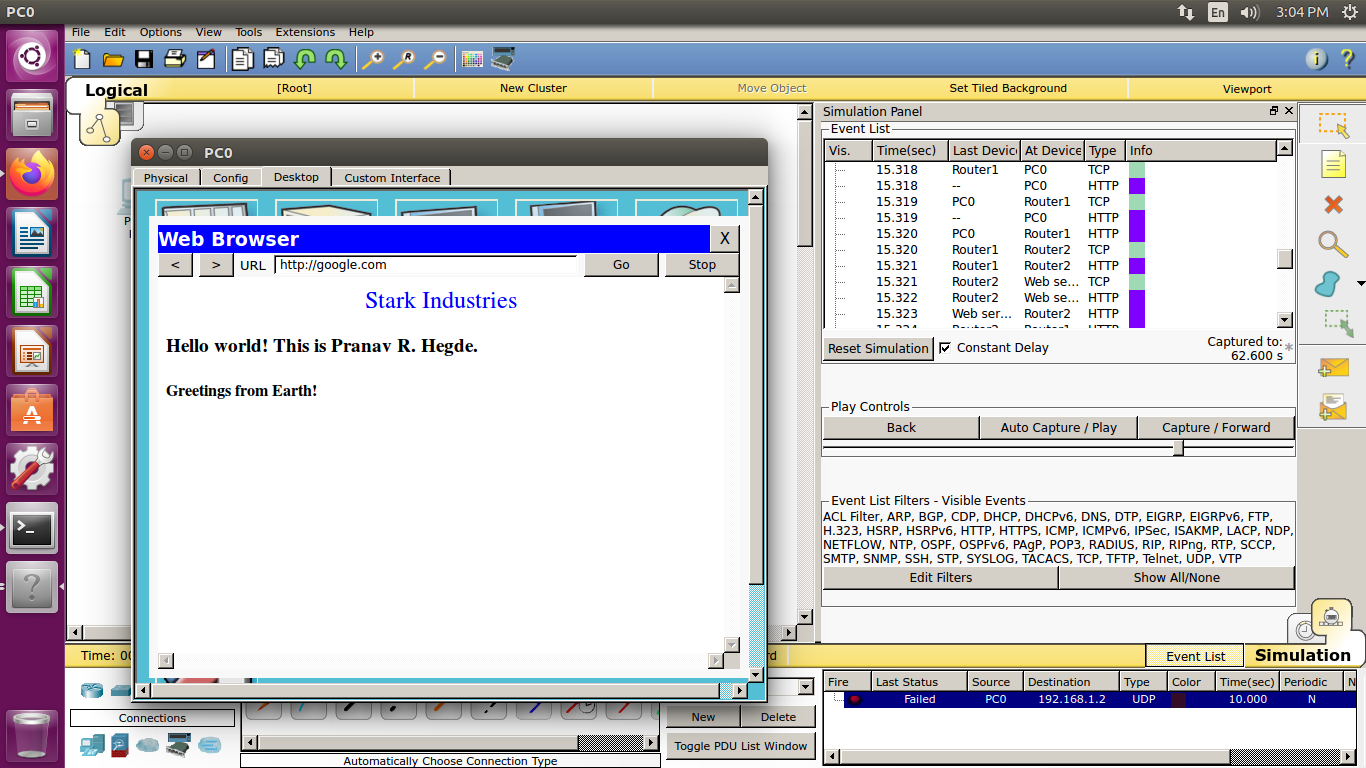 PC0
En
3:04 PM
File Edit Options View Tools Extensions Help
Logical
[Root]
New Cluster
Move Object
Set Tiled Background
Viewport
PC0
Physical Config Desktop Custom Interface
Web Browser X
< > URL http://google.com Go Stop
Stark Industries
Hello world! This is Pranav R. Hegde.
Greetings from Earth!
Simulation Panel
Event List
Vis. Time(sec) Last Devic At Device Type Info
15.318 Router1 PC0 TCP
15.318 -- PC0 HTTP
15.319 PC0 Router1 TCP
15.319 -- PC0 HTTP
15.320 PC0 Router1 HTTP
15.320 Router1 Router2 TCP
15.321 Router1 Router2 HTTP
15.321 Router2 Web se... TCP
15.322 Router2 Web se... HTTP
15.323 Web ser... Router2 HTTP
15.324 Router2 Router1 HTTP
Reset Simulation Constant Delay Captured to:
62.600 s
Play Controls
Back Auto Capture / Play Capture / Forward
Event List Filters - Visible Events
ACL Filter, ARP, BGP, CDP, DHCP, DHCPv6, DNS, DTP, EIGRP, EIGRPv6, FTP,
H.323, HSRP, HSRPv6, HTTP, HTTPS, ICMP, ICMPv6, IPSec, ISAKMP, LACP, NDP,
NETFLOW, NTP, OSPF, OSPFv6, PAgP, POP3, RADIUS, RIP, RIPng, RTP, SCCP,
SMTP, SNMP, SSH, STP, SYSLOG, TACACS, TCP, TFTP, Telnet, UDP, VTP
Edit Filters Show All/None
Time: 00
Event List Simulation
Connections
Automatically Choose Connection Type
New Delete
Toggle PDU List Window
Fire Last Status Source Destination Type Color Time(sec) Periodic N
Failed PC0 192.168.1.2 UDP 10.000 N